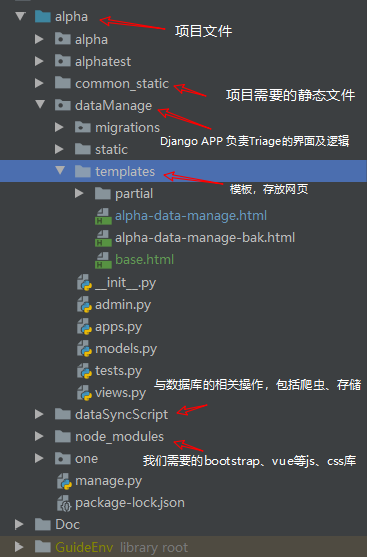 alpha
项目文件
alpha
alphatest
common_static
项目需要的静态文件
dataManage
migrations
Django APP 负责Triage的界面及逻辑
static
templates
模板，存放网页
partial
alpha-data-manage.html
alpha-data-manage-bak.html
base.html
__init__.py
admin.py
apps.py
models.py
tests.py
与数据库的相关操作，包括爬虫、存储
views.py
dataSyncScript
node_modules
one
我们需要的bootstrap、vue等js、css库
manage.py
package-lock.json
Doc
GuideEnv library root